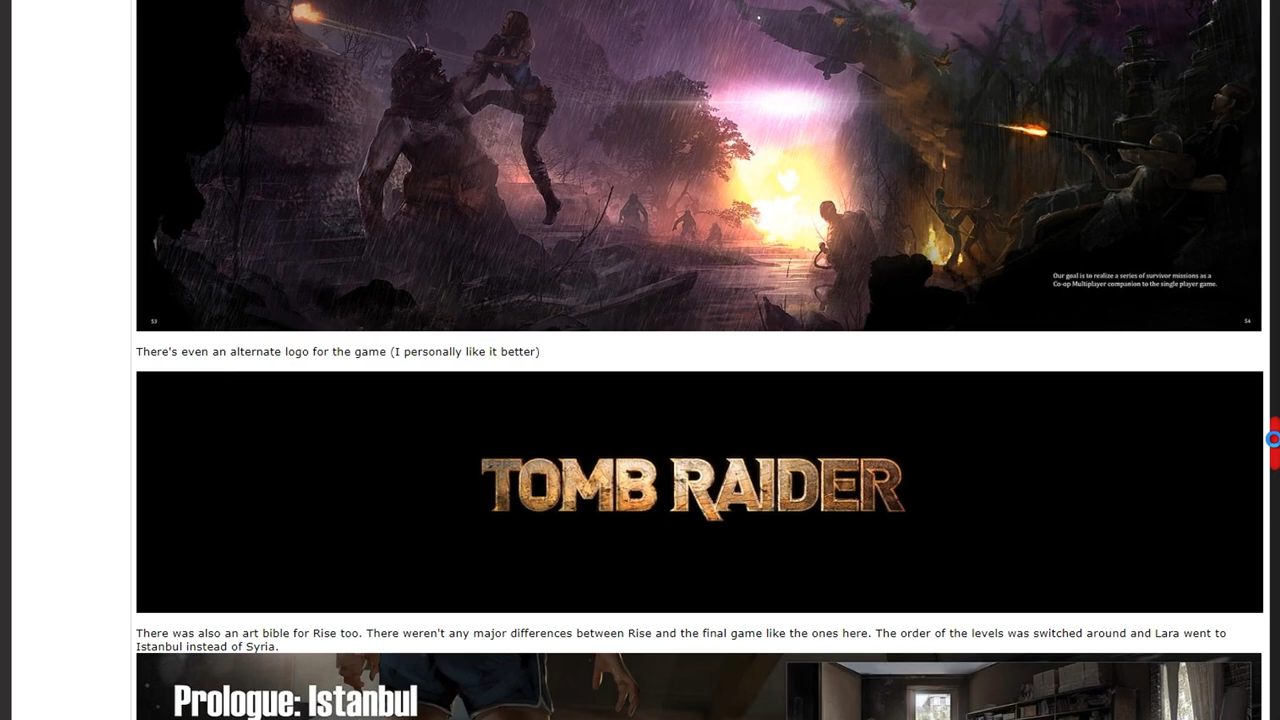 Our goal is to realize a series of survivor missions as a
Co-op Multiplayer companion to the single player game.
53
54
There's even an alternate logo for the game (I personally like it better)
TOMB RAIDER
There was also an art bible for Rise too. There weren't any major differences between Rise and the final game like the ones here. The order of the levels was switched around and Lara went to
Istanbul instead of Syria.
Prologue: Istanbul